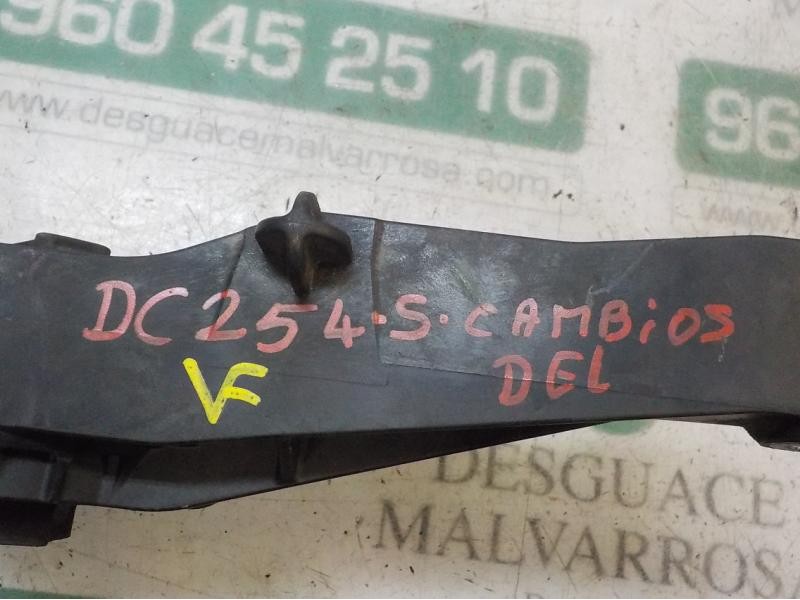 960 45 25 10
www.desguacemalvarrosa.com
96
w
DC254·S·CAMBiOS
VF
DEL
DESGUACE
MALVARROSA